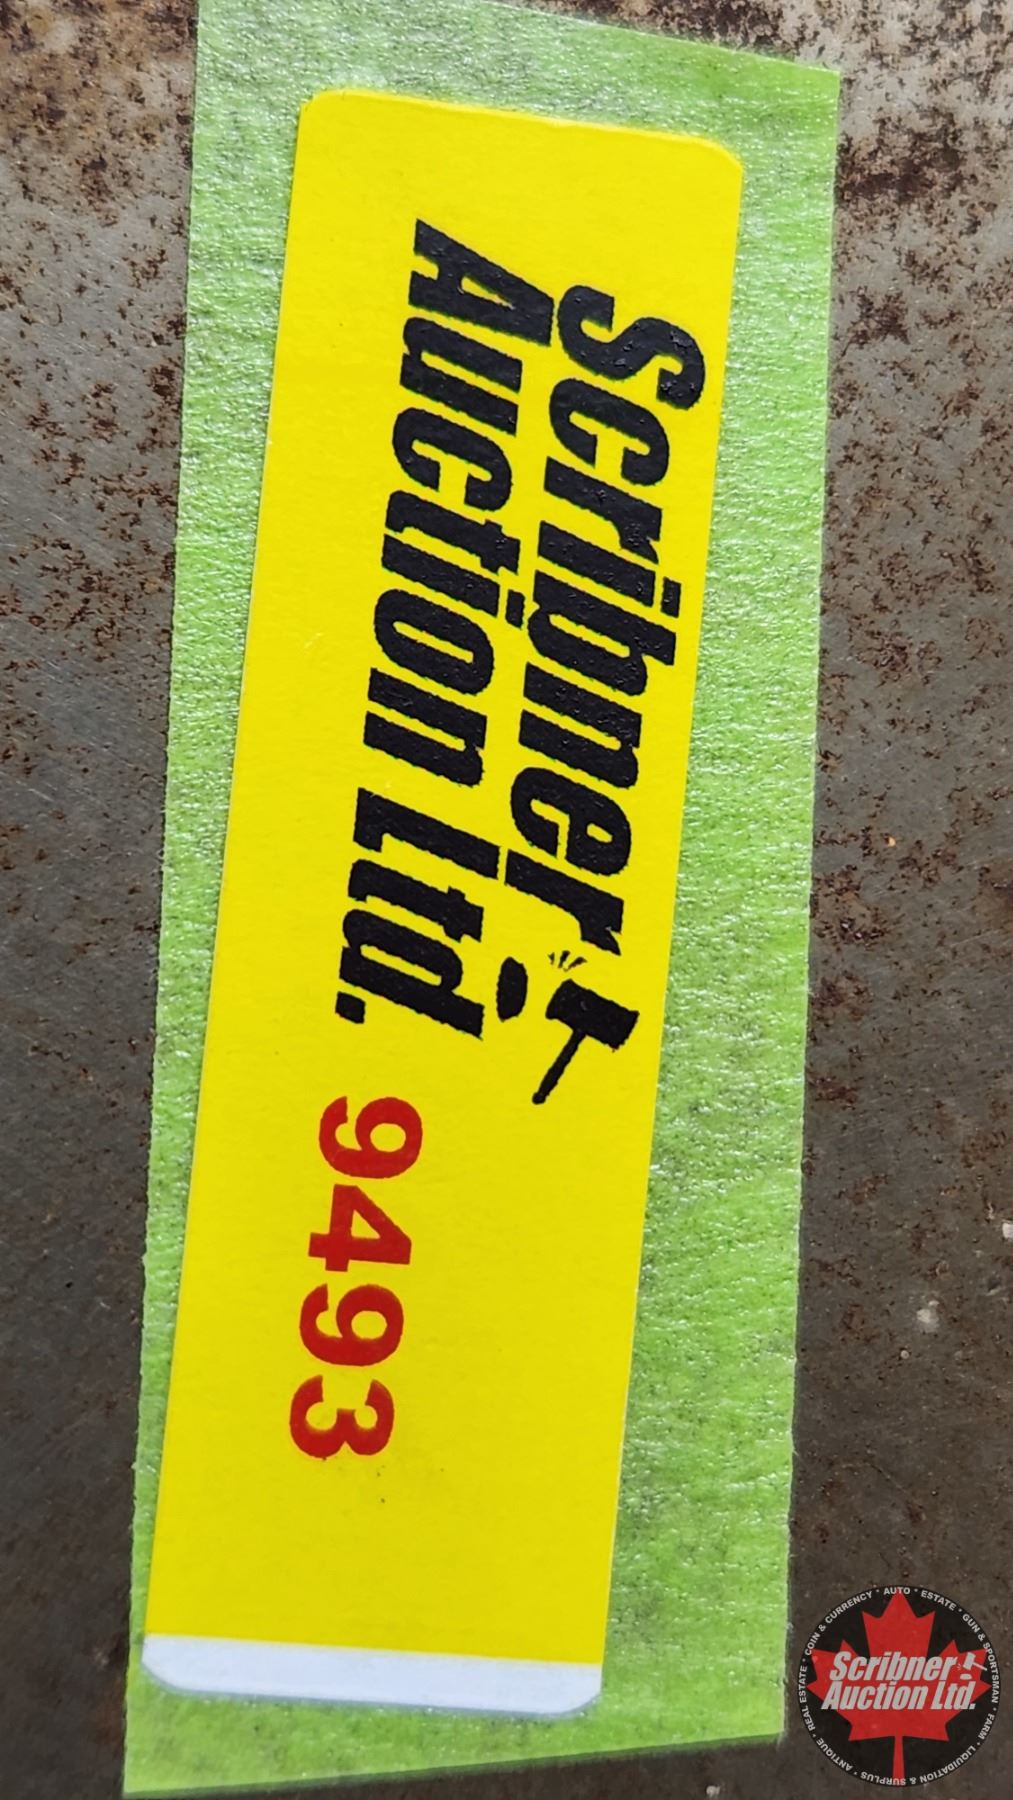 Scribner
Auction Ltd.
9493
COIN & CURRENCY * AUTO * ESTATE * GUN & SPORTSMAN * FARM * LIQUIDATION & SURPLUS * ANTIQUE * REAL ESTATE *
Scribner
Auction Ltd.